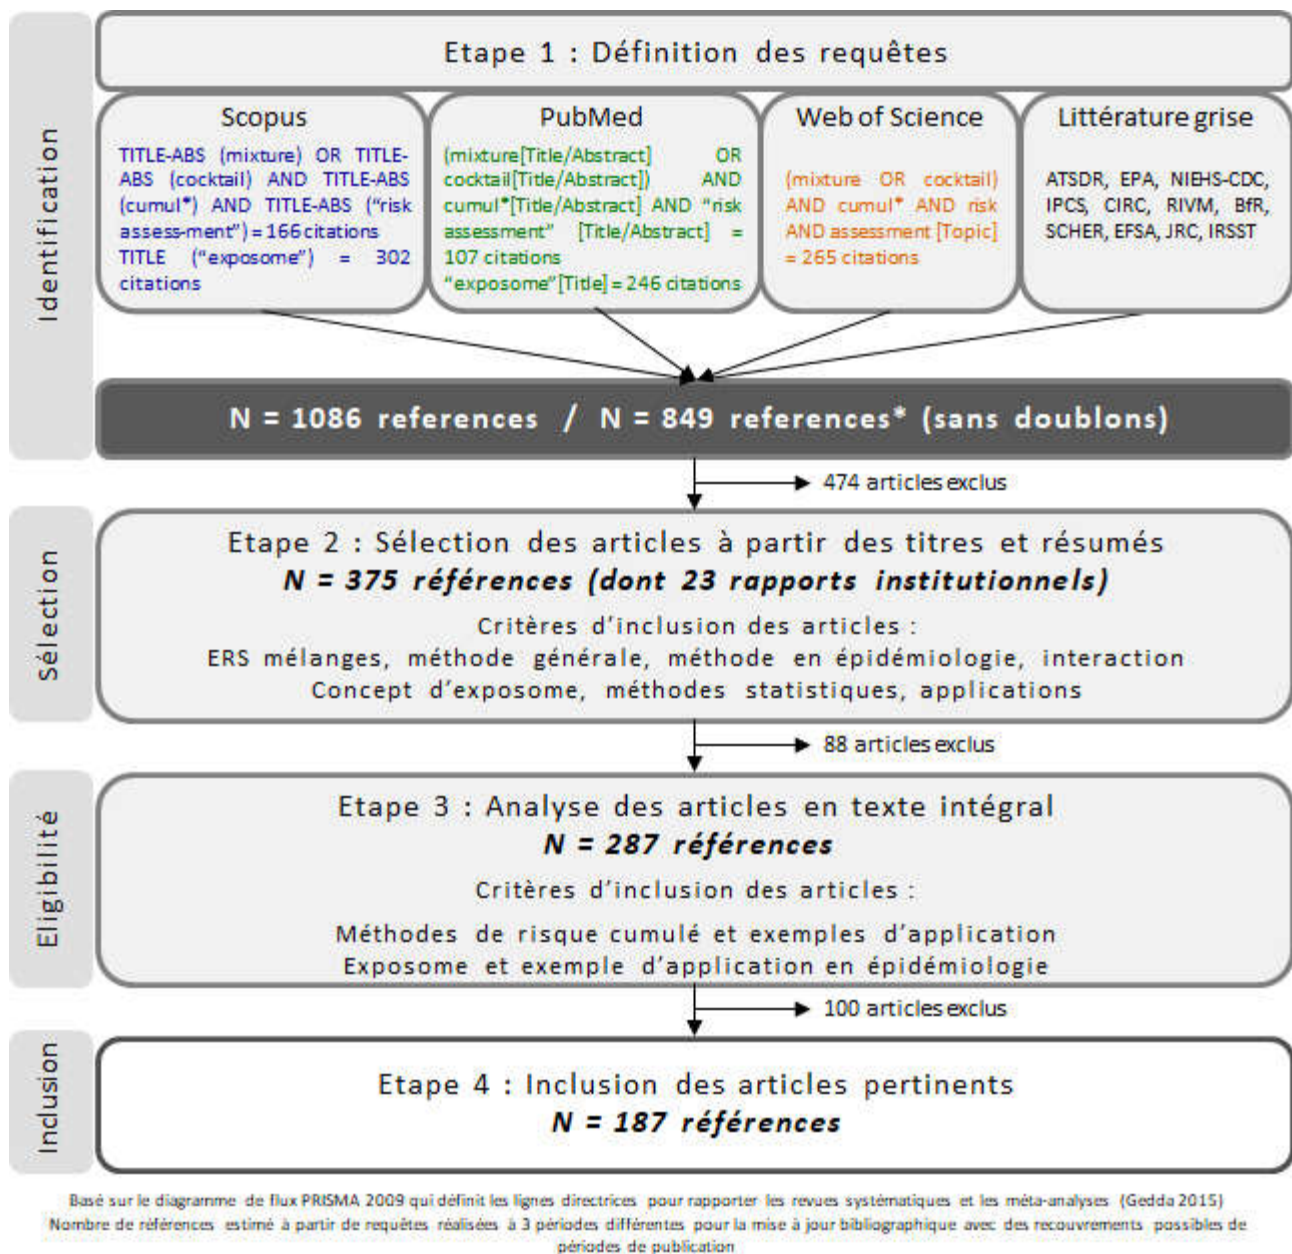 Identification
Etape 1 : Définition des requêtes
Scopus
TITLE-ABS (mixture) OR TITLE-
ABS (cocktail) AND TITLE-ABS
(cumul*) AND TITLE-ABS (“risk
assess-ment”) = 166 citations
TITLE (“exposome”) = 302
citations
PubMed
(mixture[Title/Abstract] OR
cocktail[Title/Abstract]) AND
cumul*[Title/Abstract] AND “risk
assessment” [Title/Abstract] =
107 citations
“exposome”[Title] = 246 citations
Web of Science
(mixture OR cocktail)
AND cumul* AND risk
AND assessment [Topic]
= 265 citations
Littérature grise
ATSDR, EPA, NIEHS-CDC,
IPCS, CIRC, RIVM, BfR,
SCHER, EFSA, JRC, IRSST
N = 1086 references / N = 849 references* (sans doublons)
474 articles exclus
Sélection
Etape 2 : Sélection des articles à partir des titres et résumés
N = 375 références (dont 23 rapports institutionnels)
Critères d’inclusion des articles :
ERS mélanges, méthode générale, méthode en épidémiologie, interaction
Concept d’exposome, méthodes statistiques, applications
88 articles exclus
Eligibilité
Etape 3 : Analyse des articles en texte intégral
N = 287 références
Critères d’inclusion des articles :
Méthodes de risque cumulé et exemples d’application
Exposome et exemple d’application en épidémiologie
100 articles exclus
Inclusion
Etape 4 : Inclusion des articles pertinents
N = 187 références
Basé sur le diagramme de flux PRISMA 2009 qui définit les lignes directrices pour rapporter les revues systématiques et les méta-analyses (Gedda 2015)
Nombre de références estimé à partir de requêtes réalisées à 3 périodes différentes pour la mise à jour bibliographique avec des recouvrements possibles de
périodes de publication